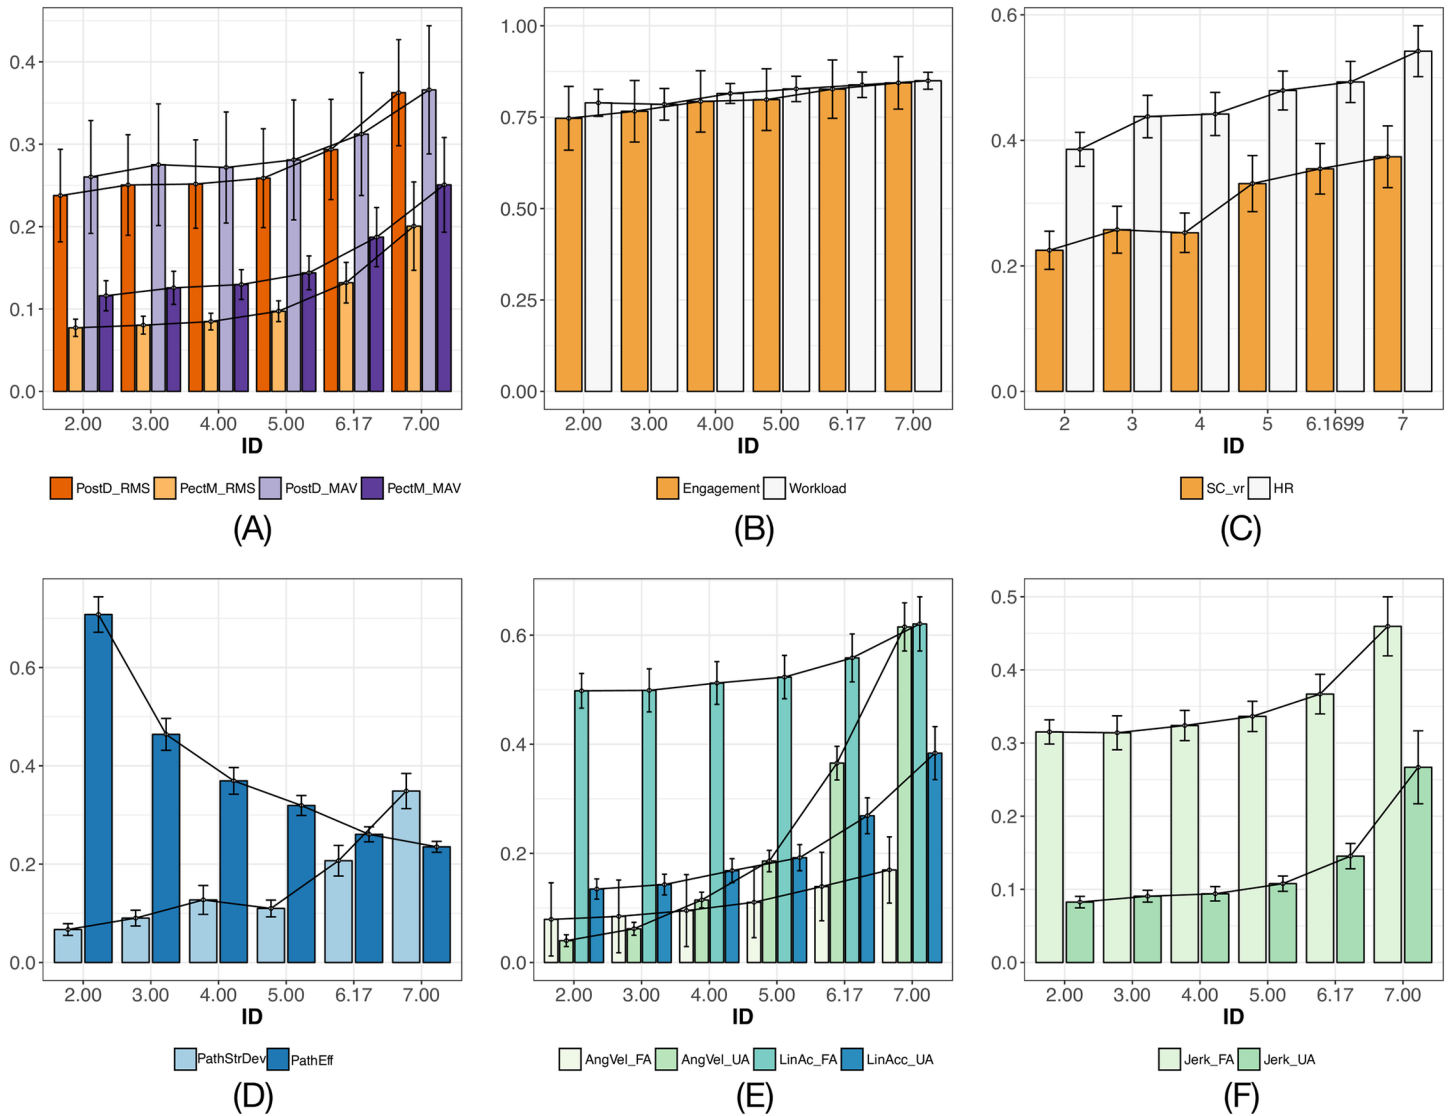 0.4
0.3
0.2
0.1
0.0
2.00 3.00 4.00 5.00 6.17 7.00
ID
PostD_RMS PectM_RMS PostD_MAV PectM_MAV
(A)
1.00
0.75
0.50
0.25
0.00
2.00 3.00 4.00 5.00 6.17 7.00
ID
Engagement Workload
(B)
0.6
0.4
0.2
0.0
2 3 4 5 6.1699 7
ID
SC_vr HR
(C)
0.6
0.4
0.2
0.0
2.00 3.00 4.00 5.00 6.17 7.00
ID
PathStrDev PathEff
(D)
0.6
0.4
0.2
0.0
2.00 3.00 4.00 5.00 6.17 7.00
ID
AngVel_FA AngVel_UA LinAc_FA LinAcc_UA
(E)
0.5
0.4
0.3
0.2
0.1
0.0
2.00 3.00 4.00 5.00 6.17 7.00
ID
Jerk_FA Jerk_UA
(F)